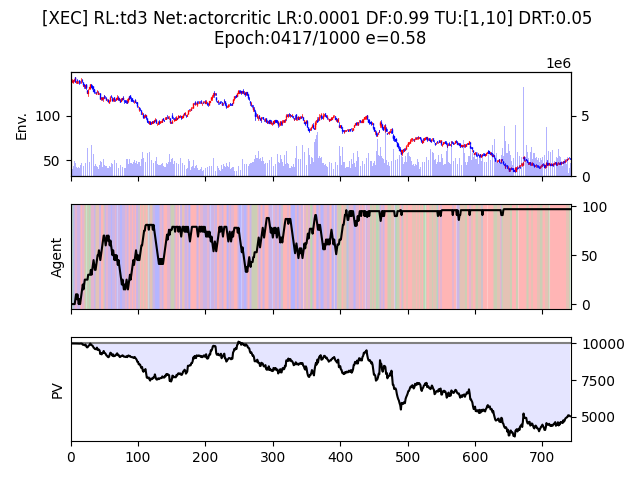 [XEC] RL:td3 Net:actorcritic LR:0.0001 DF:0.99 TU:[1,10] DRT:0.05
Epoch:0417/1000 e=0.58
1e6
Env.
100
50
5
0
Agent
100
50
0
PV
10000
7500
5000
0 100 200 300 400 500 600 700